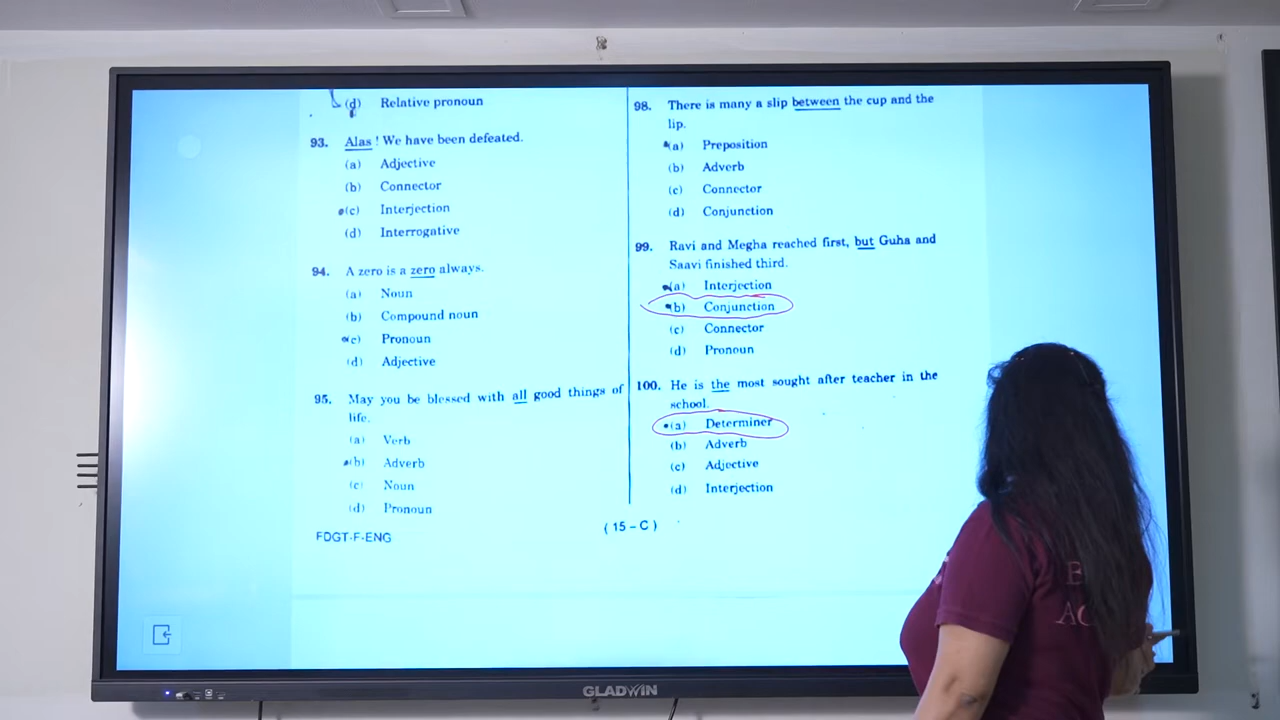 (d) Relative pronoun
93. Alas ! We have been defeated.
(a) Adjective
(b) Connector
(c) Interjection
(d) Interrogative
94. A zero is a zero always.
(a) Noun
(b) Compound noun
(c) Pronoun
(d) Adjective
95. May you be blessed with all good things of
life.
(a) Verb
(b) Adverb
(c) Noun
(d) Pronoun
FDGT-F-ENG
(15 – C)
98. There is many a slip between the cup and the
lip.
(a) Preposition
(b) Adverb
(c) Connector
(d) Conjunction
99. Ravi and Megha reached first, but Guha and
Saavi finished third.
(a) Interjection
(b) Conjunction
(c) Connector
(d) Pronoun
100. He is the most sought after teacher in the
school.
(a) Determiner
(b) Adverb
(c) Adjective
(d) Interjection
GLADWIN